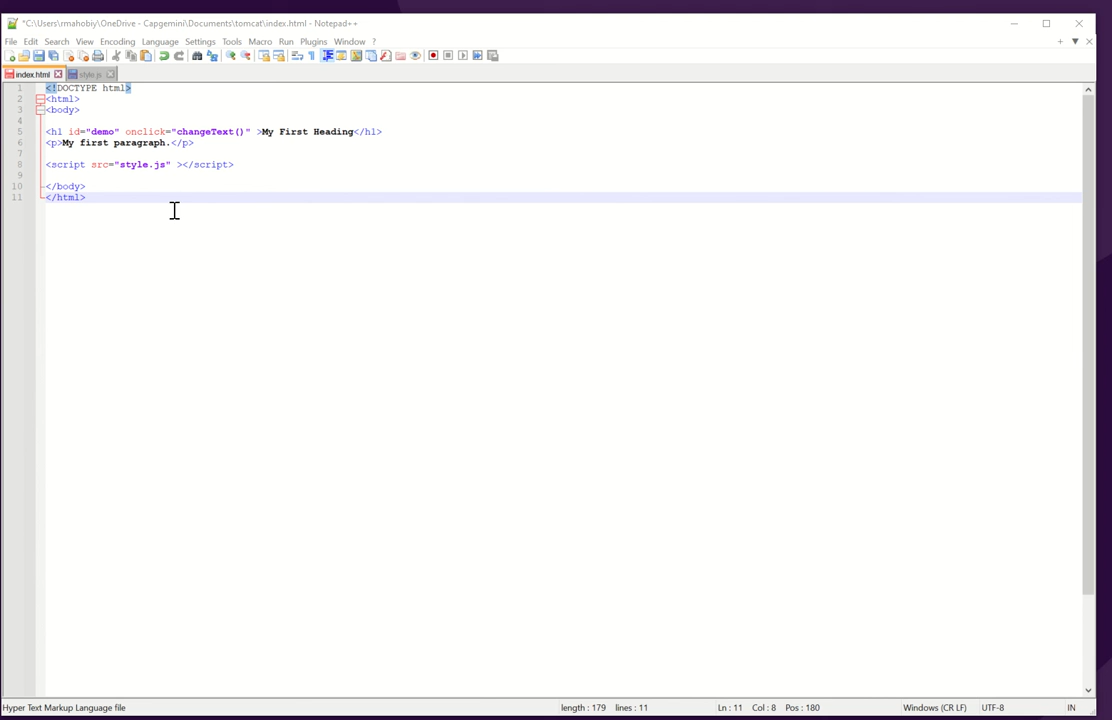 *C:\Users\rmahobiy\OneDrive - Capgemini\Documents\tomcat\index.html - Notepad++
File Edit Search View Encoding Language Settings Tools Macro Run Plugins Window ?
index.html style.js
1 <!DOCTYPE html>
2 <html>
3 <body>
4
5 <h1 id="demo" onclick="changeText()" >My First Heading</h1>
6 <p>My first paragraph.</p>
7
8 <script src="style.js" ></script>
9
10 </body>
11 </html>
Hyper Text Markup Language file length : 179 lines : 11 Ln : 11 Col : 8 Pos : 180 Windows (CR LF) UTF-8 IN